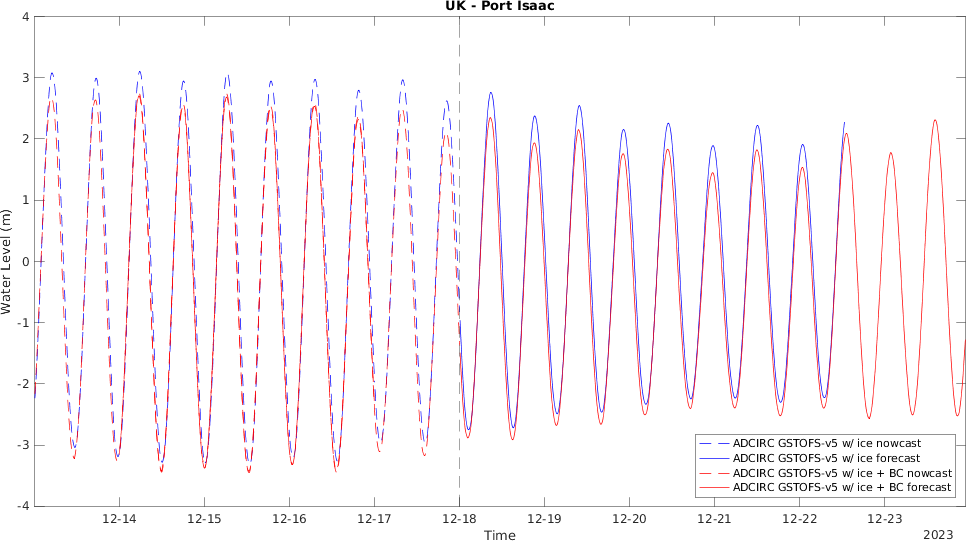 UK - Port Isaac
4
3
2
1
0
-1
-2
-3
-4
Water Level (m)
12-14 12-15 12-16 12-17 12-18 12-19 12-20 12-21 12-22 12-23
Time
2023
ADCIRC GSTOFS-v5 w/ ice nowcast
ADCIRC GSTOFS-v5 w/ ice forecast
ADCIRC GSTOFS-v5 w/ ice + BC nowcast
ADCIRC GSTOFS-v5 w/ ice + BC forecast